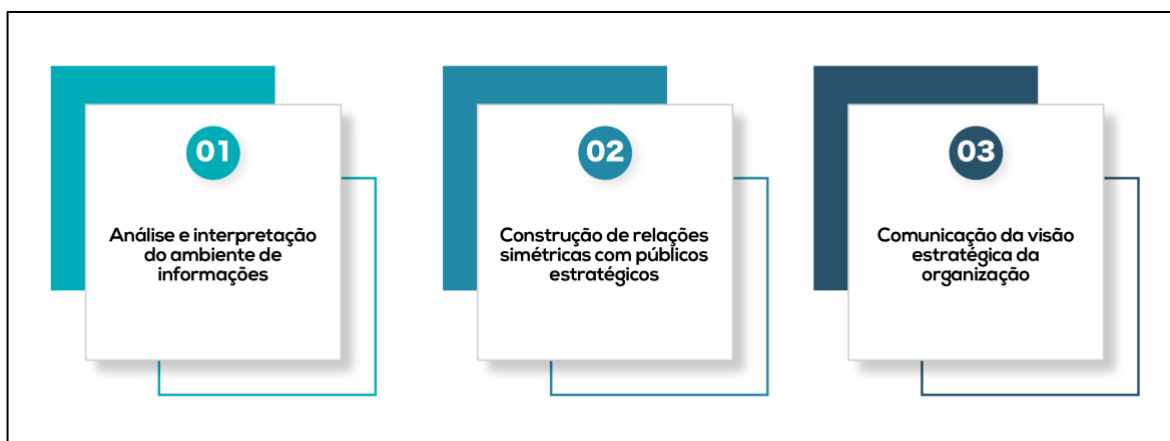 01
Análise e interpretação
do ambiente de
informações
02
Construção de relações
simétricas com públicos
estratégicos
03
Comunicação da visão
estratégica da
organização